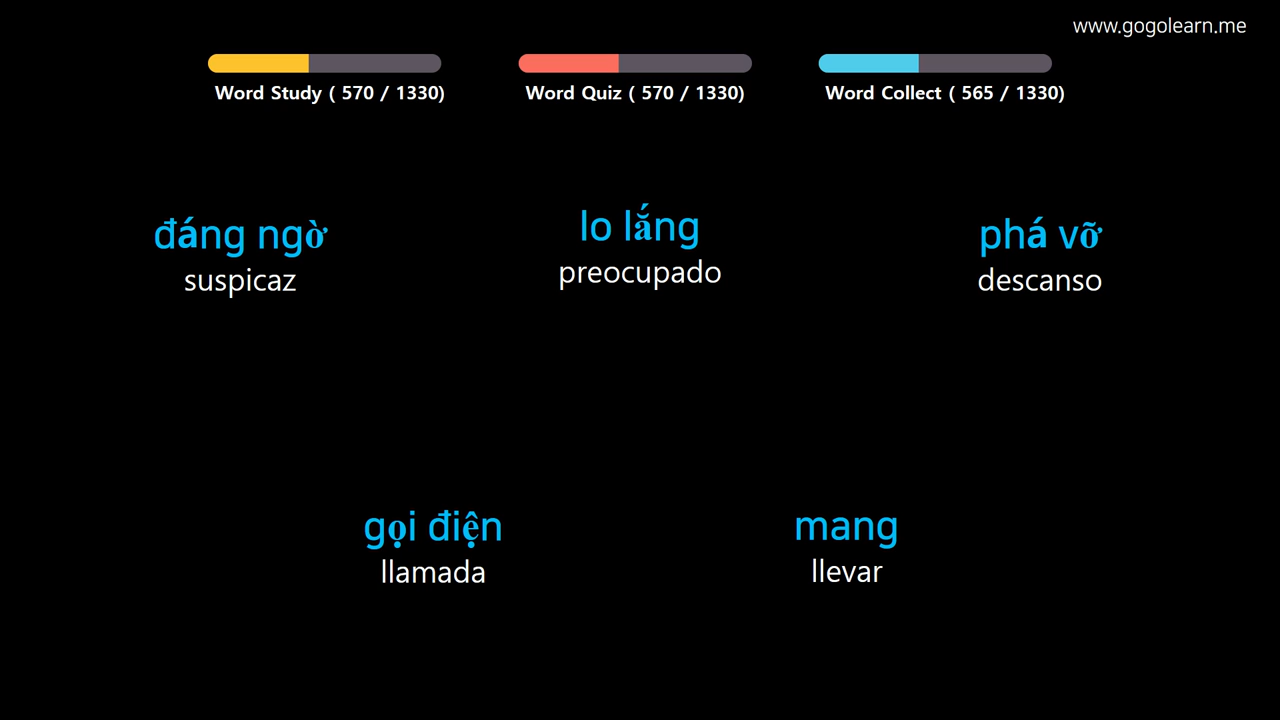 www.gogolearn.me
Word Study ( 570 / 1330)
Word Quiz ( 570 / 1330)
Word Collect ( 565 / 1330)
đáng ngờ
suspicaz
lo lắng
preocupado
phá vỡ
descanso
gọi điện
llamada
mang
llevar